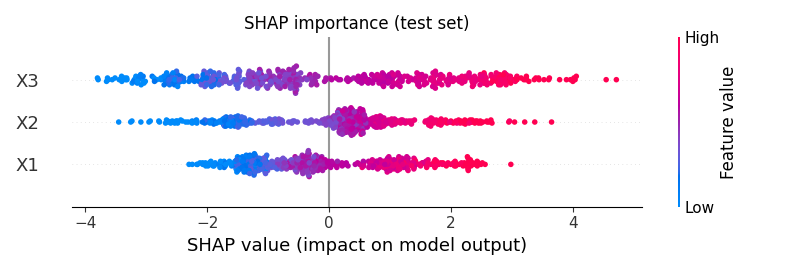 SHAP importance (test set)
High
X3
X2
X1
Feature value
Low
−4
−2
0
2
4
SHAP value (impact on model output)